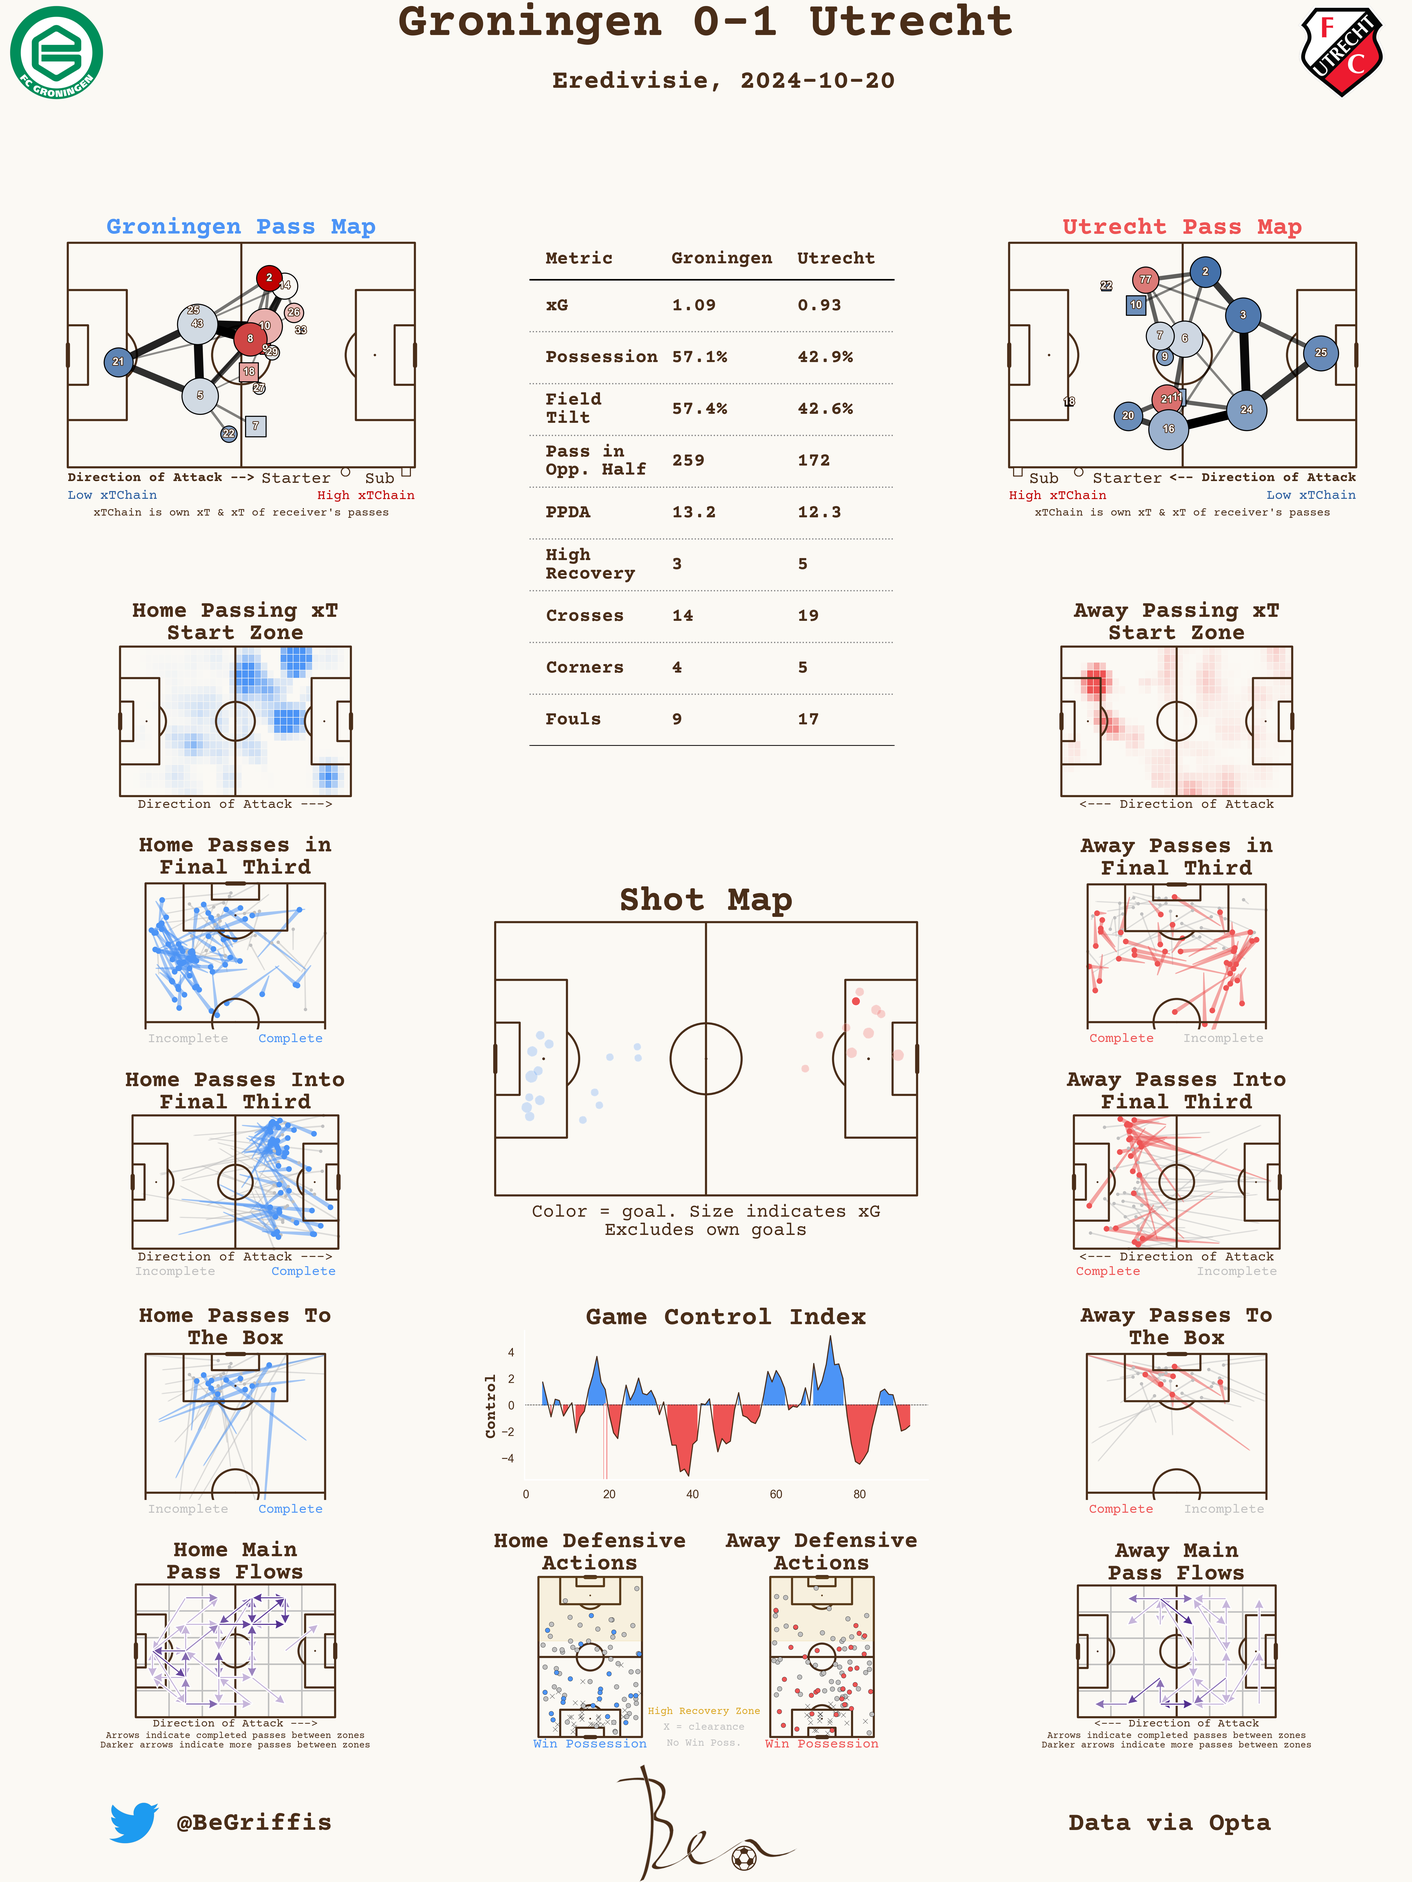 Groningen 0-1 Utrecht
Eredivisie, 2024-10-20
FC GRONINGEN
F
UTRECHT
C
Groningen Pass Map
2
14
25
43
26
10
33
8
9
29
21
18
27
5
7
22
Direction of Attack --> Starter Sub
Low xTChain High xTChain
xTChain is own xT & xT of receiver's passes
Metric Groningen Utrecht
xG 1.09 0.93
Possession 57.1% 42.9%
Field
Tilt 57.4% 42.6%
Pass in
Opp. Half 259 172
PPDA 13.2 12.3
High
Recovery 3 5
Crosses 14 19
Corners 4 5
Fouls 9 17
Utrecht Pass Map
77
2
22
10
3
7
6
9
25
18
21
11
20
24
16
Sub Starter <-- Direction of Attack
High xTChain Low xTChain
xTChain is own xT & xT of receiver's passes
Home Passing xT
Start Zone
Direction of Attack --->
Away Passing xT
Start Zone
<--- Direction of Attack
Home Passes in
Final Third
Incomplete Complete
Away Passes in
Final Third
Complete Incomplete
Shot Map
Color = goal. Size indicates xG
Excludes own goals
Home Passes Into
Final Third
Direction of Attack --->
Incomplete Complete
Away Passes Into
Final Third
<--- Direction of Attack
Complete Incomplete
Home Passes To
The Box
Incomplete Complete
Game Control Index
Control
4
2
0
−2
−4
0 20 40 60 80
Away Passes To
The Box
Complete Incomplete
Home Main
Pass Flows
Direction of Attack --->
Arrows indicate completed passes between zones
Darker arrows indicate more passes between zones
Home Defensive
Actions
Win Possession
Away Defensive
Actions
Win Possession
High Recovery Zone
X = clearance
No Win Poss.
Away Main
Pass Flows
<--- Direction of Attack
Arrows indicate completed passes between zones
Darker arrows indicate more passes between zones
@BeGriffis
Ben
Data via Opta